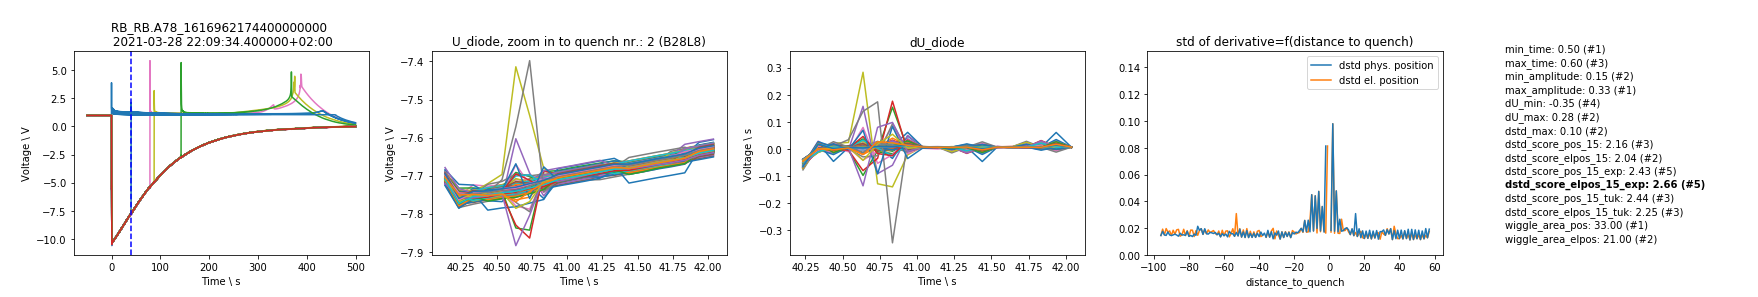 RB_RB.A78_1616962174400000000
2021-03-28 22:09:34.400000+02:00
Voltage \ V
5.0
2.5
0.0
−2.5
−5.0
−7.5
−10.0
0
100
200
300
400
500
Time \ s
U_diode, zoom in to quench nr.: 2 (B28L8)
Voltage \ V
−7.4
−7.5
−7.6
−7.7
−7.8
−7.9
40.25
40.50
40.75
41.00
41.25
41.50
41.75
42.00
Time \ s
dU_diode
Voltage \ s
0.3
0.2
0.1
0.0
−0.1
−0.2
−0.3
40.25
40.50
40.75
41.00
41.25
41.50
41.75
42.00
Time \ s
std of derivative=f(distance to quench)
dstd phys. position
dstd el. position
0.14
0.12
0.10
0.08
0.06
0.04
0.02
0.00
−100
−80
−60
−40
−20
0
20
40
60
distance_to_quench
min_time: 0.50 (#1)
max_time: 0.60 (#3)
min_amplitude: 0.15 (#2)
max_amplitude: 0.33 (#1)
dU_min: -0.35 (#4)
dU_max: 0.28 (#2)
dstd_max: 0.10 (#2)
dstd_score_pos_15: 2.16 (#3)
dstd_score_elpos_15: 2.04 (#2)
dstd_score_pos_15_exp: 2.43 (#5)
dstd_score_elpos_15_exp: 2.66 (#5)
dstd_score_pos_15_tuk: 2.44 (#3)
dstd_score_elpos_15_tuk: 2.25 (#3)
wiggle_area_pos: 33.00 (#1)
wiggle_area_elpos: 21.00 (#2)